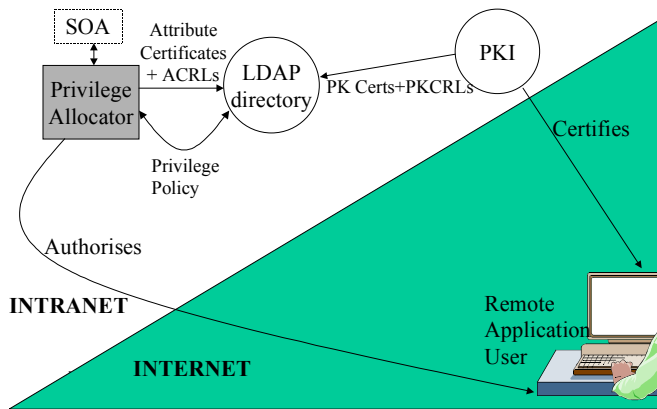 SOA
Attribute
Certificates
+ ACRLs
Privilege
Allocator
LDAP
directory
PKI
PK Certs+PKCRLs
Privilege
Policy
Certifies
Authorises
INTRANET
INTERNET
Remote
Application
User